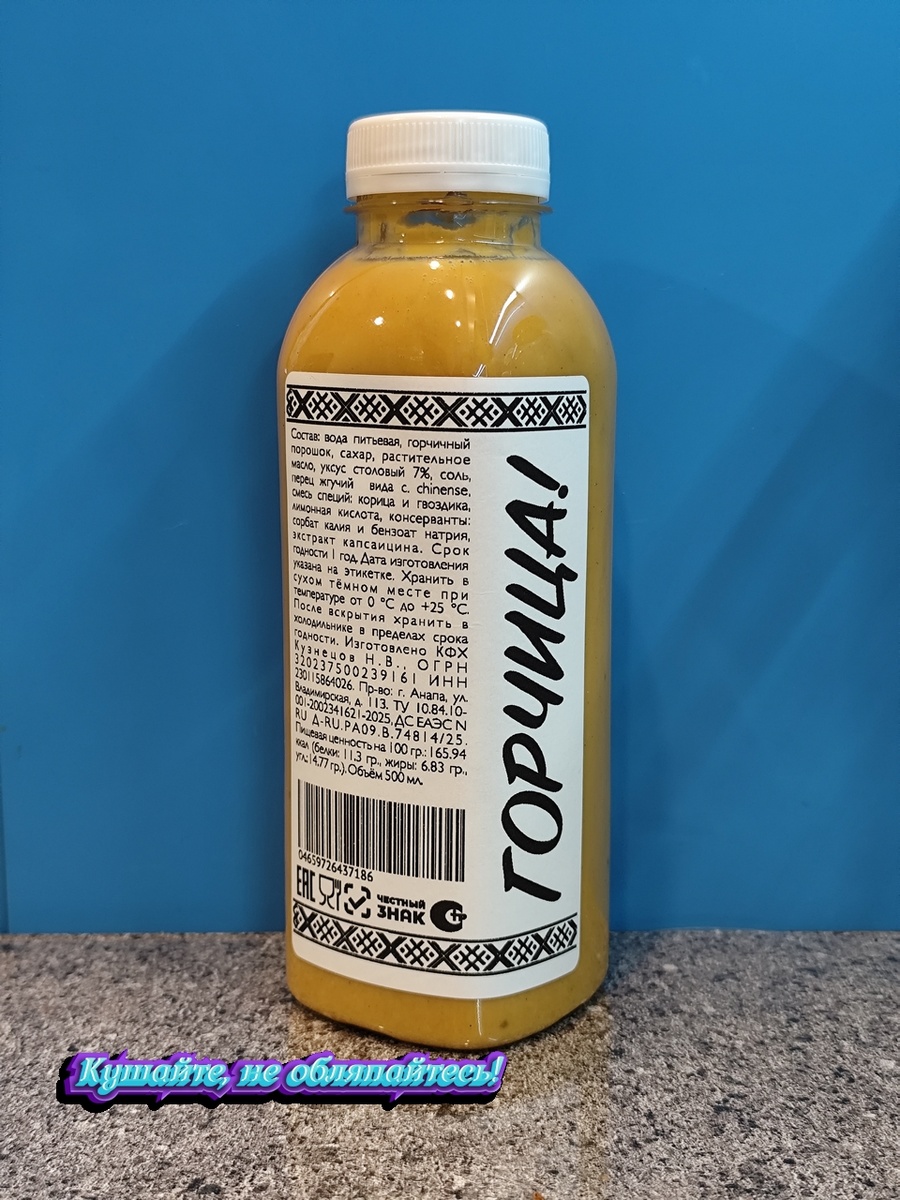 Состав: вода питьевая, горчичный
порошок, сахар, растительное
масло, уксус столовый 7%, соль,
перец жгучий вида c. chinense,
смесь специй: корица и гвоздика,
лимонная кислота, консерванты:
сорбат калия и бензоат натрия,
экстракт капсаицина. Срок
годности 1 год. Дата изготовления
указана на этикетке. Хранить в
сухом тёмном месте при
температуре от 0 °С до +25 °С.
После вскрытия хранить в
холодильнике в пределах срока
годности. Изготовлено КФХ
Кузнецов Н.В., ОГРН
320237500239161 ИНН
230115864026. Пр-во: г. Анапа, ул.
Владимирская, д. 113. ТУ 10.84.10-
001-2002341621-2025, ДС ЕАЭС N
RU Д-RU.РА09.В.74814/25.
Пищевая ценность на 100 гр.: 165.94
ккал (белки: 11.3 гр., жиры: 6.83 гр.,
угл.: 14.77 гр.). Объём 500 мл.
04659726437186
EAC
ЧЕСТНЫЙ
ЗНАК
ГОРЧИЦА!
Кушайте, не обляпайтесь!